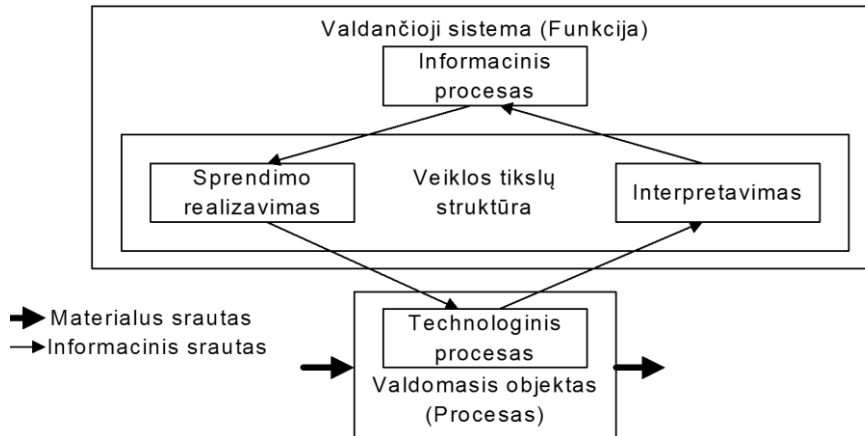 Valdančioji sistema (Funkcija)
Informacinis
procesas
Sprendimo
realizavimas
Veiklos tikslų
struktūra
Interpretavimas
Materialus srautas
Informacinis srautas
Technologinis
procesas
Valdomasis objektas
(Procesas)